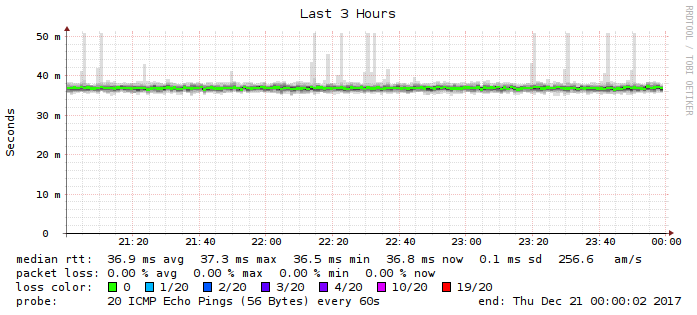 Last 3 Hours
RRDTOOL / TOBI OETIKER
Seconds
50 m
40 m
30 m
20 m
10 m
0
21:20 21:40 22:00 22:20 22:40 23:00 23:20 23:40 00:00
median rtt: 36.9 ms avg 37.3 ms max 36.5 ms min 36.8 ms now 0.1 ms sd 256.6 am/s
packet loss: 0.00 % avg 0.00 % max 0.00 % min 0.00 % now
loss color: 0 1/20 2/20 3/20 4/20 10/20 19/20
probe: 20 ICMP Echo Pings (56 Bytes) every 60s end: Thu Dec 21 00:00:02 2017